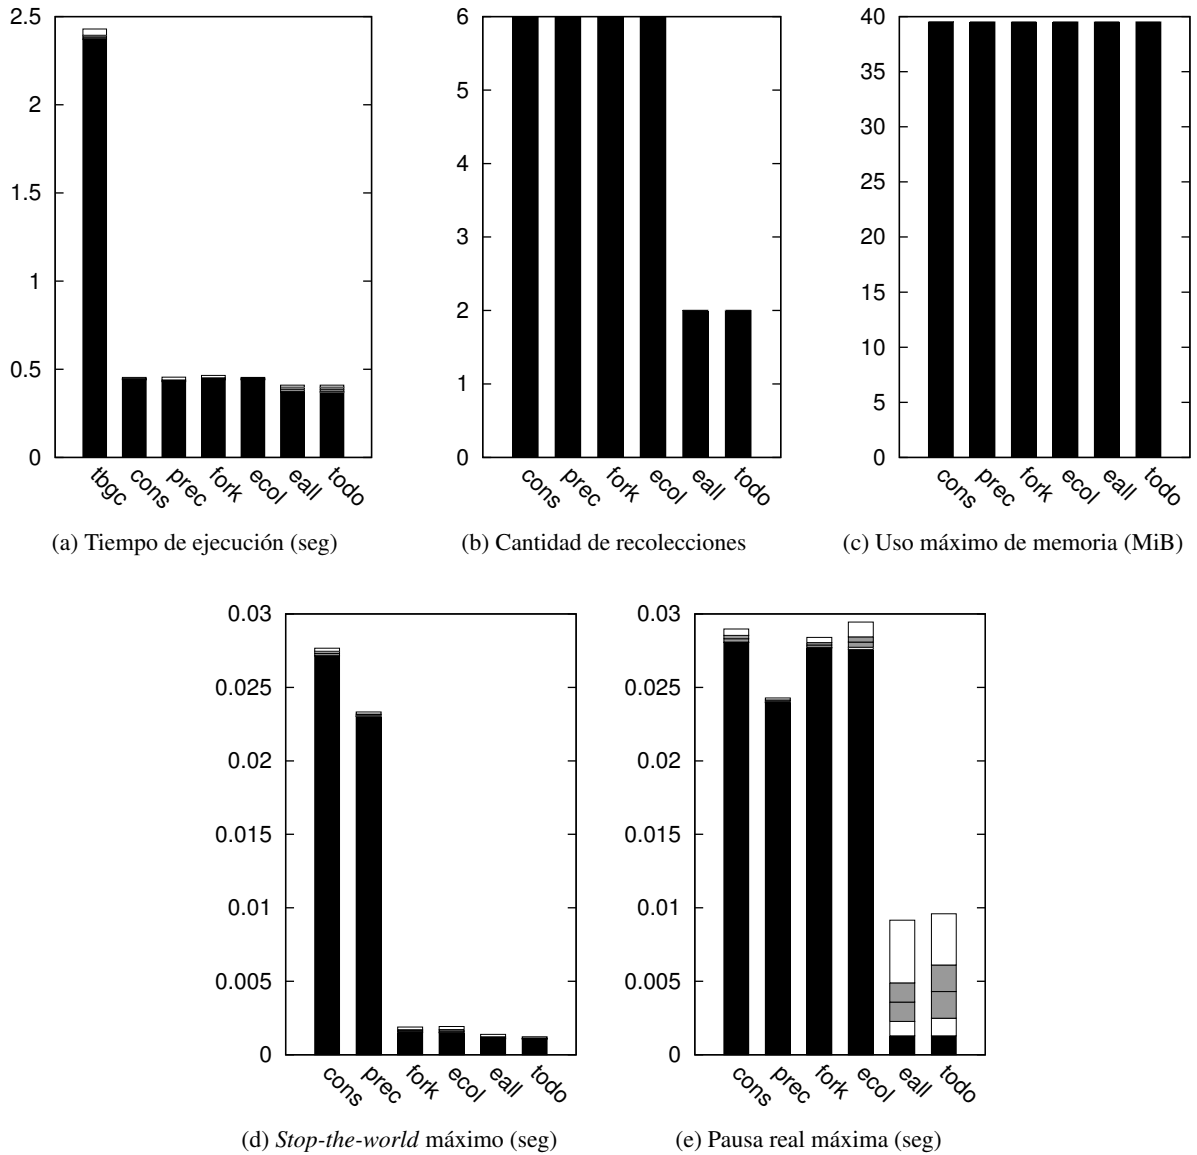 2.5
2
1.5
1
0.5
0
tbgc
cons
prec
fork
ecol
eall
todo
(a) Tiempo de ejecución (seg)
6
5
4
3
2
1
0
cons
prec
fork
ecol
eall
todo
(b) Cantidad de recolecciones
40
35
30
25
20
15
10
5
0
cons
prec
fork
ecol
eall
todo
(c) Uso máximo de memoria (MiB)
0.03
0.025
0.02
0.015
0.01
0.005
0
cons
prec
fork
ecol
eall
todo
(d) Stop-the-world máximo (seg)
0.03
0.025
0.02
0.015
0.01
0.005
0
cons
prec
fork
ecol
eall
todo
(e) Pausa real máxima (seg)